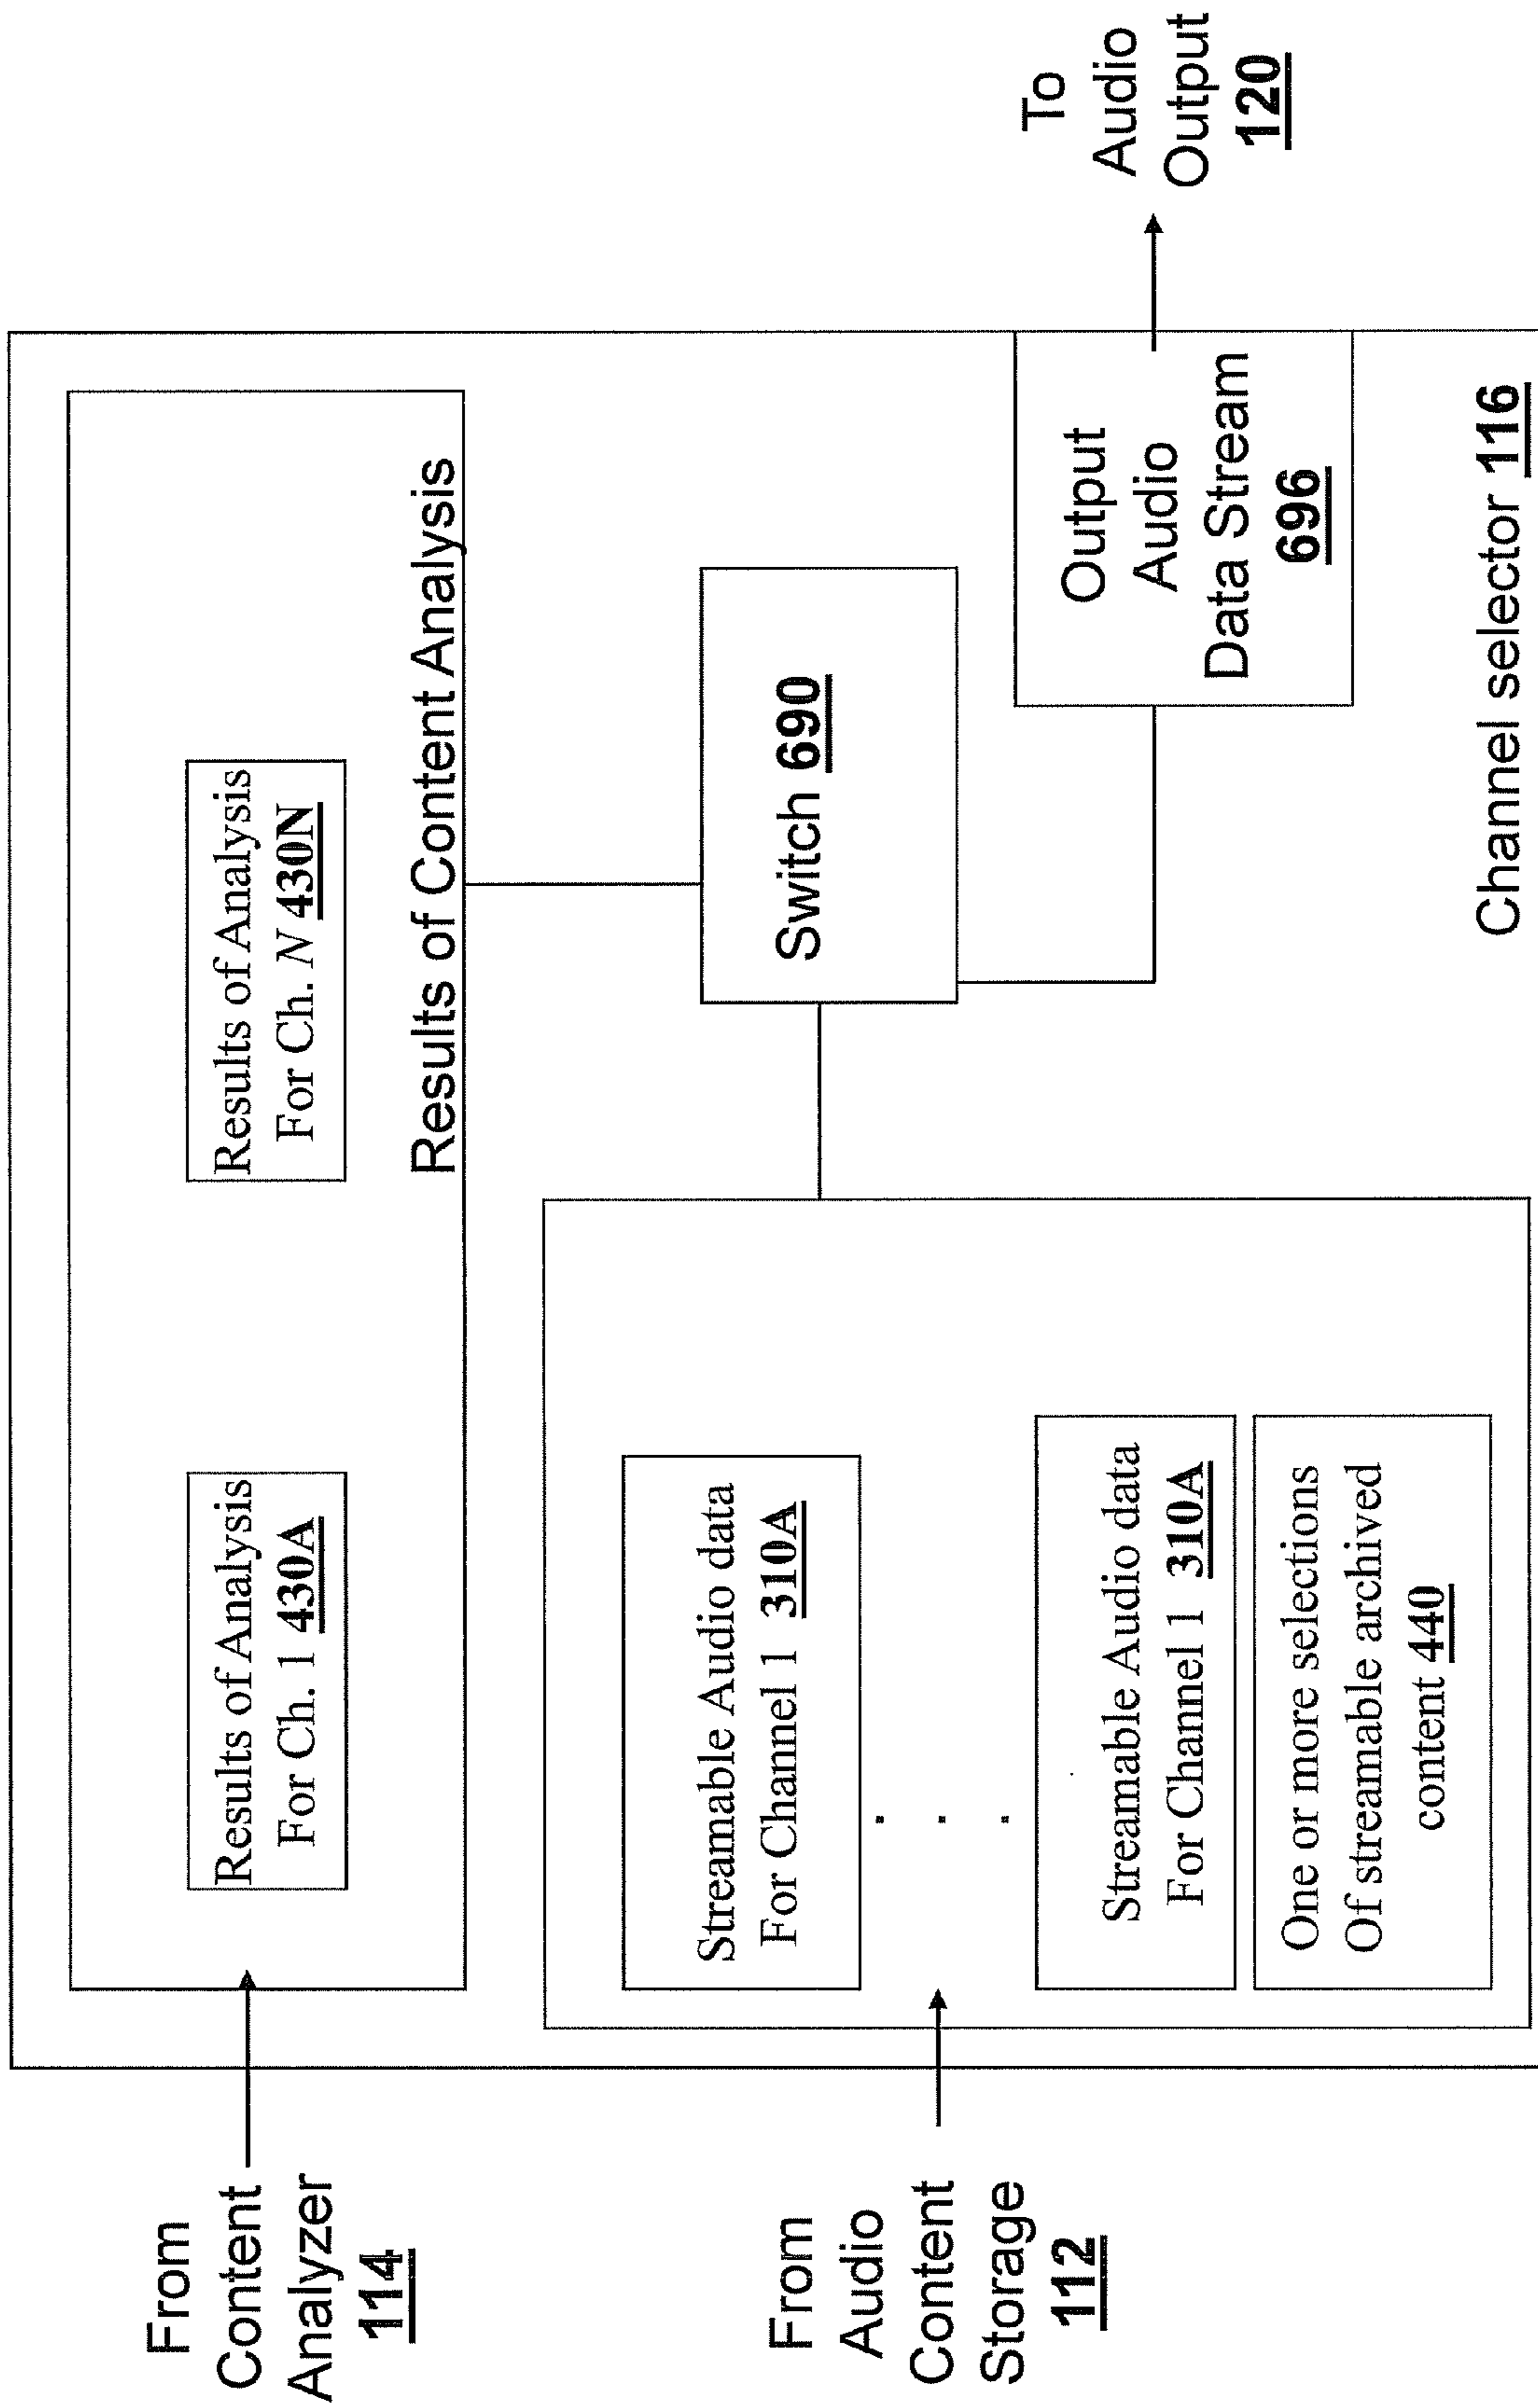 From
Content
Analyzer
114
Results of Analysis
For Ch. 1 430A
Results of Analysis
For Ch. N 430N
Results of Content Analysis
From
Audio
Content
Storage
112
Streamable Audio data
For Channel 1 310A
. . .
Streamable Audio data
For Channel 1 310A
One or more selections
Of streamable archived
content 440
Switch 690
Output
Audio
Data Stream
696
To
Audio
Output
120
Channel selector 116